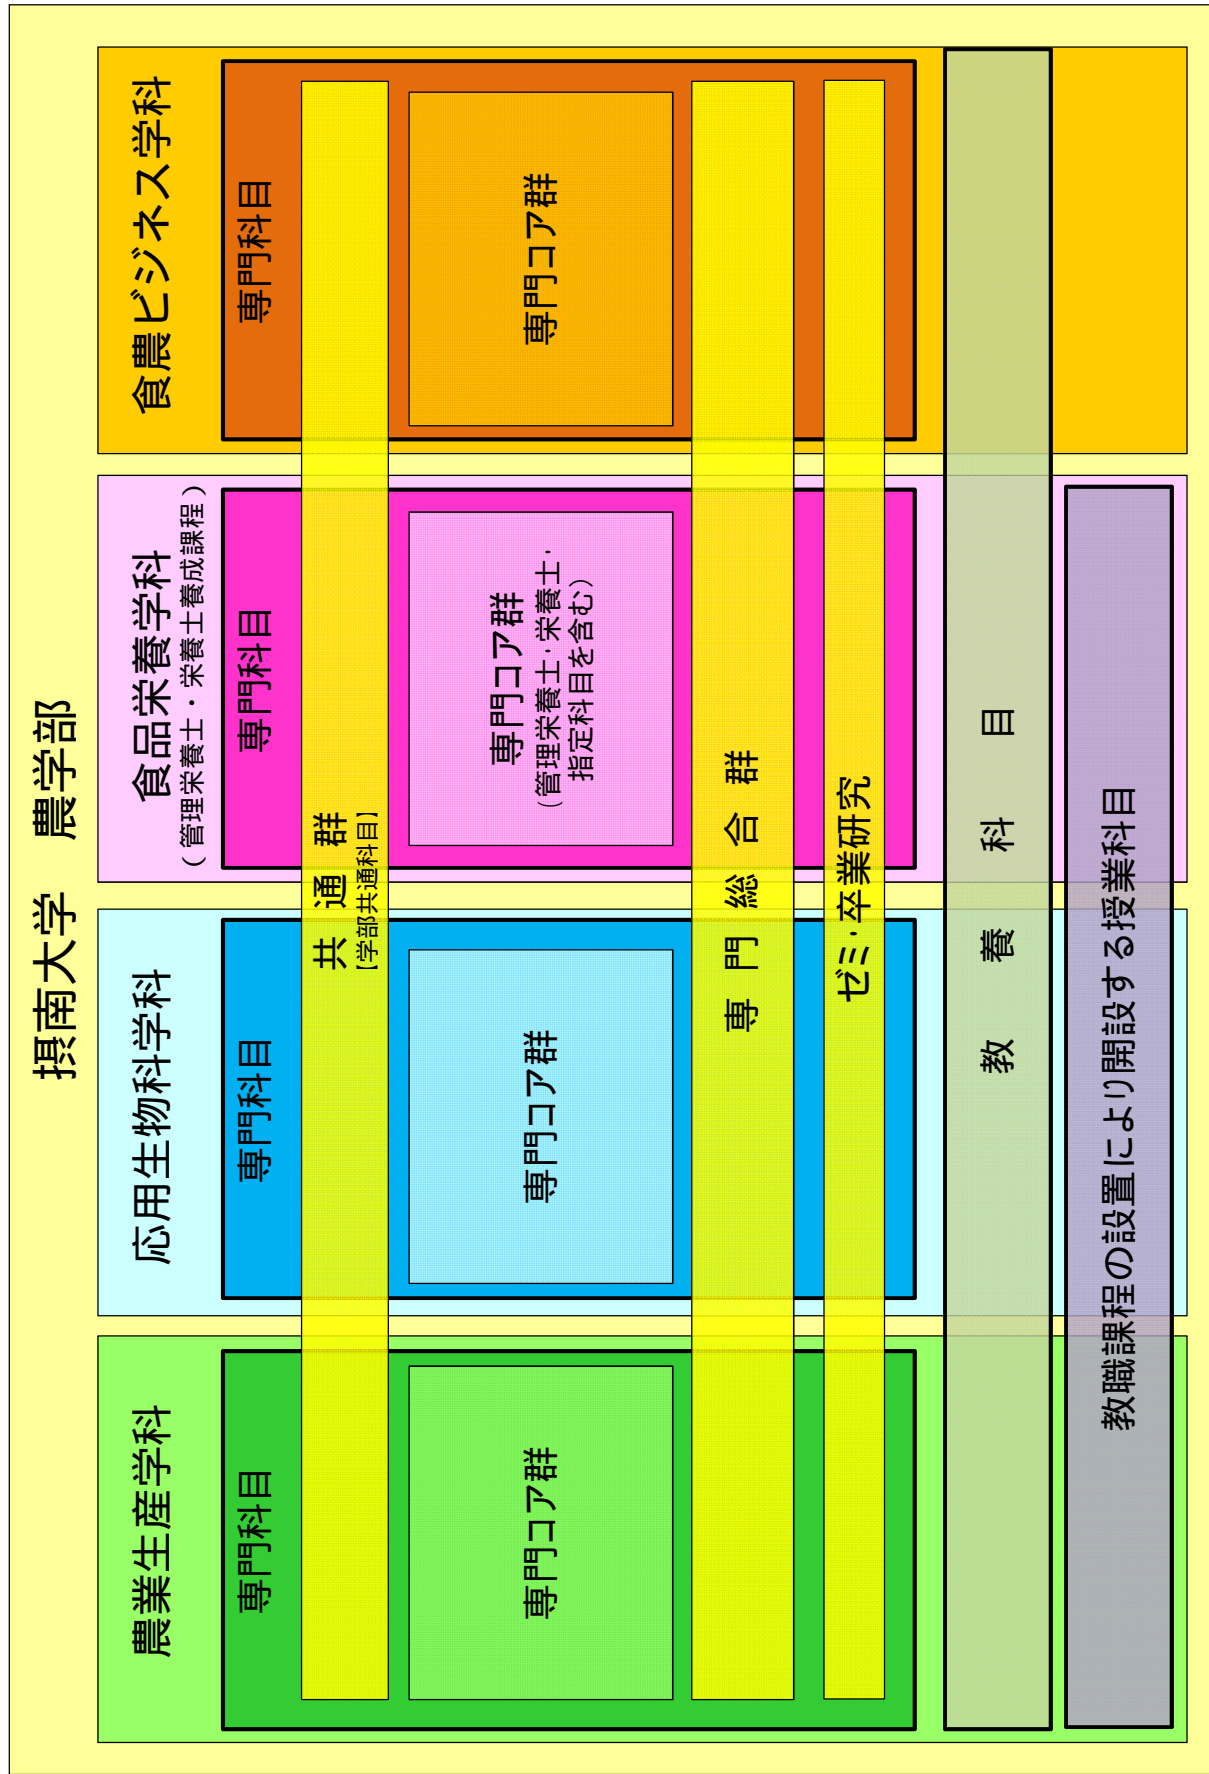 摂南大学　農学部
農業生産学科
応用生物科学科
食品栄養学科
（管理栄養士・栄養士養成課程）
食農ビジネス学科
専門科目
専門科目
専門科目
専門科目
共 通 群
【学部共通科目】
専門コア群
専門コア群
専門コア群
（管理栄養士・栄養士・
指定科目を含む）
専門コア群
専 門 総 合 群
ゼミ・卒業研究
教 養 科 目
教職課程の設置により開設する授業科目